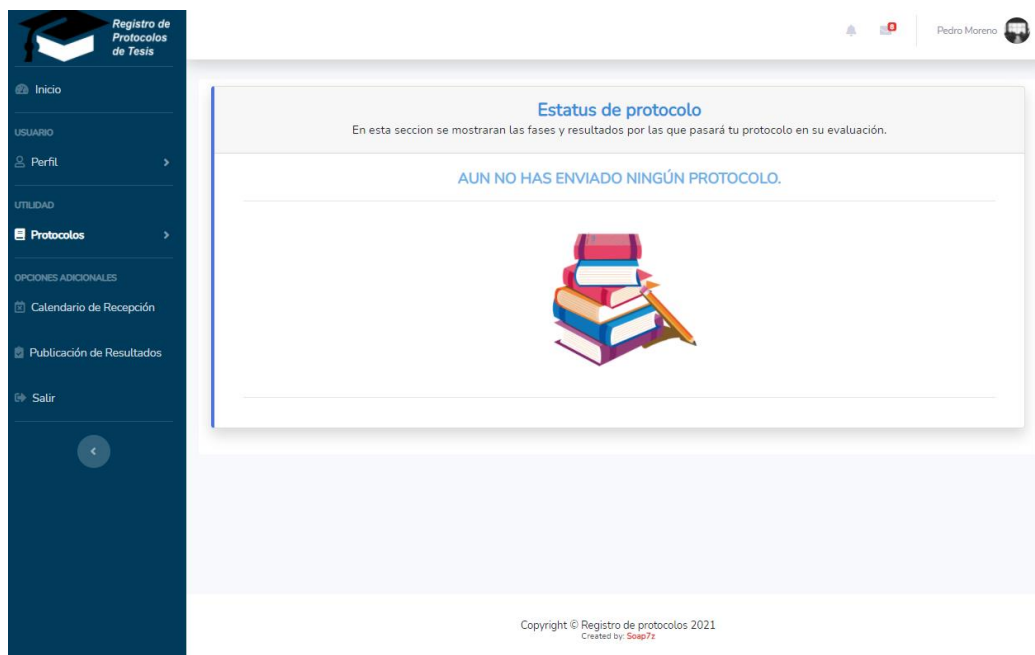 Registro de
Protocolos
de Tesis
Pedro Moreno
Inicio
USUARIO
Perfil
UTILIDAD
Protocolos
OPCIONES ADICIONALES
Calendario de Recepción
Publicación de Resultados
Salir
Estatus de protocolo
En esta seccion se mostraran las fases y resultados por las que pasará tu protocolo en su evaluación.
AUN NO HAS ENVIADO NINGÚN PROTOCOLO.
Copyright © Registro de protocolos 2021
Created by: Soap7z